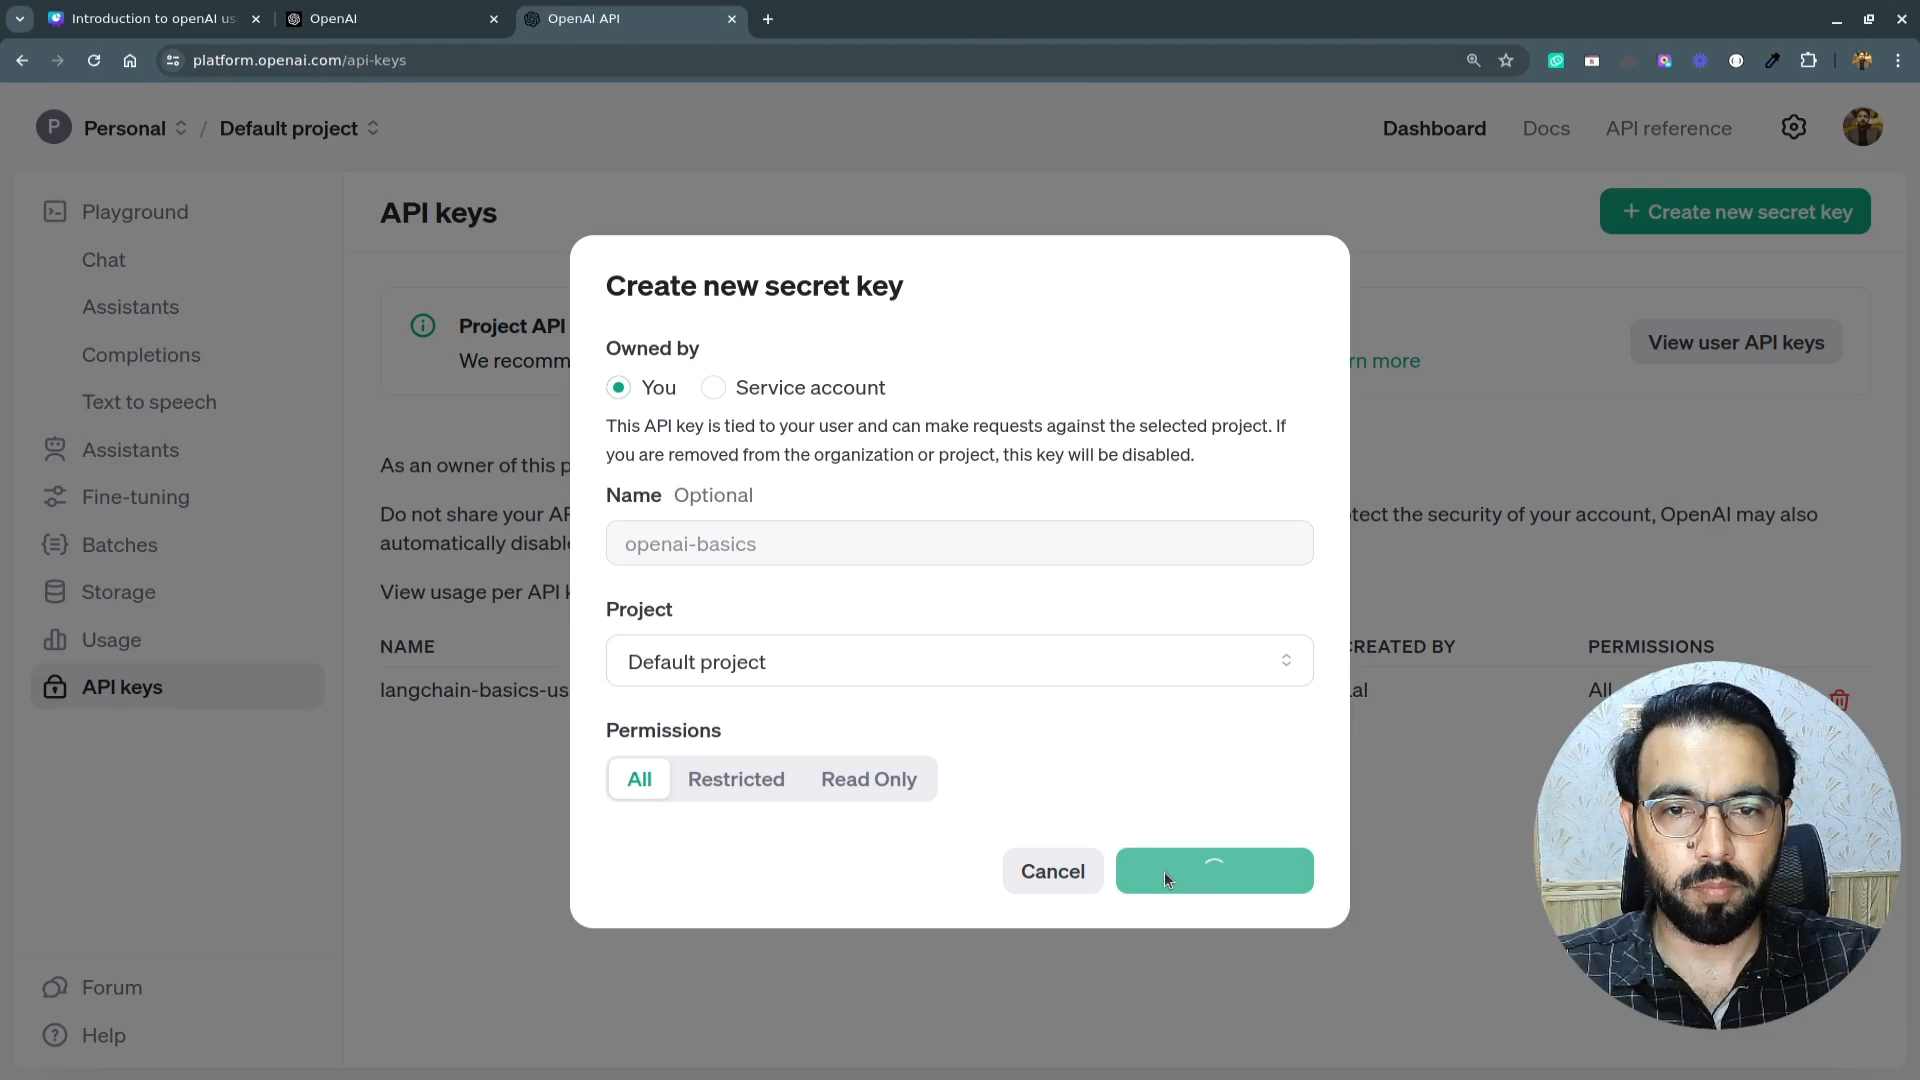 Introduction to openAI us
OpenAI
OpenAI API
platform.openai.com/api-keys
P
Personal / Default project
Dashboard
Docs
API reference
Playground
Chat
Assistants
Completions
Text to speech
Assistants
Fine-tuning
Batches
Storage
Usage
API keys
Forum
Help
API keys
+ Create new secret key
Project API
We recomm
rn more
View user API keys
As an owner of this p
Do not share your AP
tect the security of your account, OpenAI may also
automatically disable
View usage per API k
NAME
CREATED BY
PERMISSIONS
langchain-basics-us
.al
All
Create new secret key
Owned by
You
Service account
This API key is tied to your user and can make requests against the selected project. If
you are removed from the organization or project, this key will be disabled.
Name Optional
openai-basics
Project
Default project
Permissions
All
Restricted
Read Only
Cancel